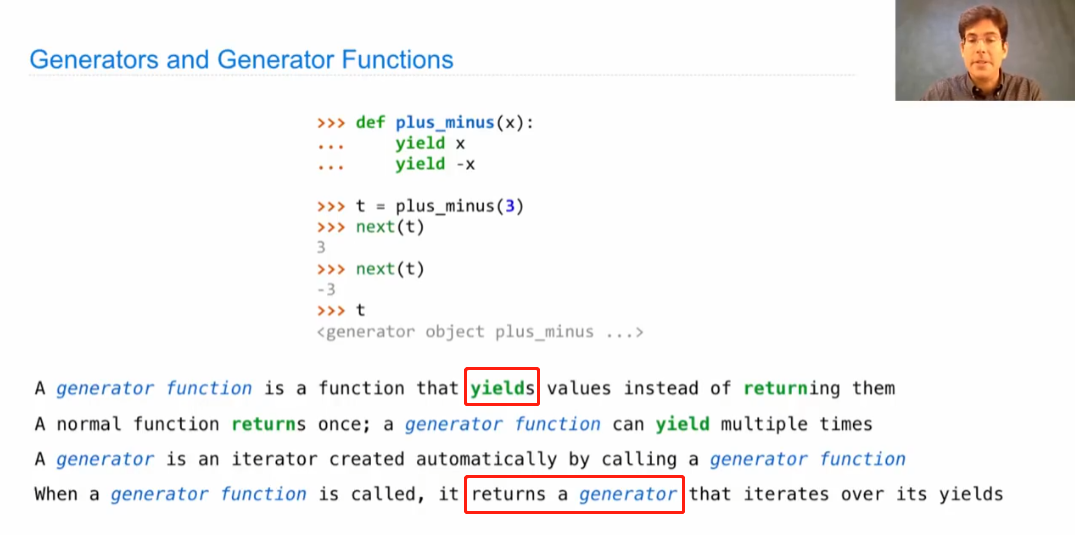 Generators and Generator Functions
>>> def plus_minus(x):
...     yield x
...     yield -x
>>> t = plus_minus(3)
>>> next(t)
3
>>> next(t)
-3
>>> t
<generator object plus_minus ...>
A generator function is a function that yields values instead of returning them
A normal function returns once; a generator function can yield multiple times
A generator is an iterator created automatically by calling a generator function
When a generator function is called, it returns a generator that iterates over its yields